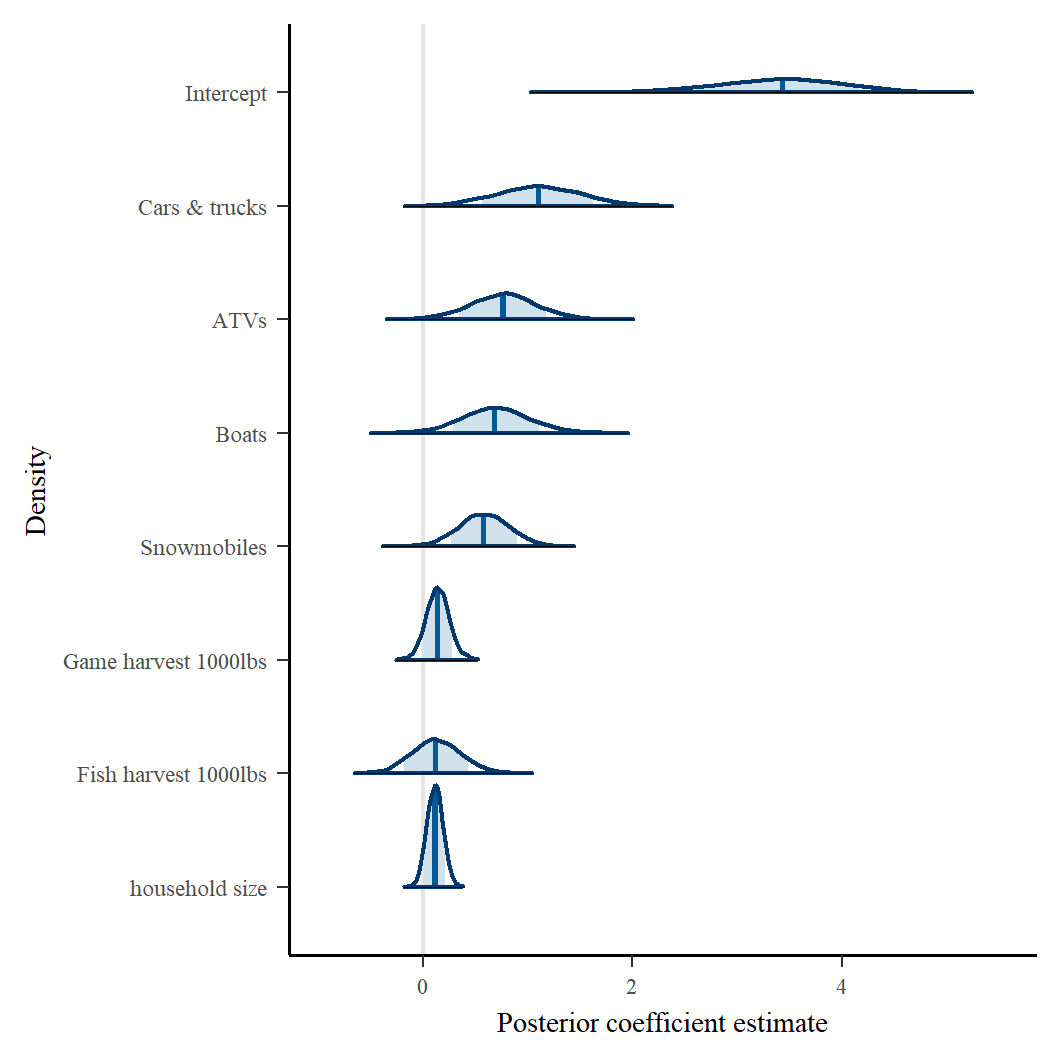 Intercept
Cars & trucks
ATVs
Boats
Snowmobiles
Game harvest 1000lbs
Fish harvest 1000lbs
household size
Density
0 2 4
Posterior coefficient estimate